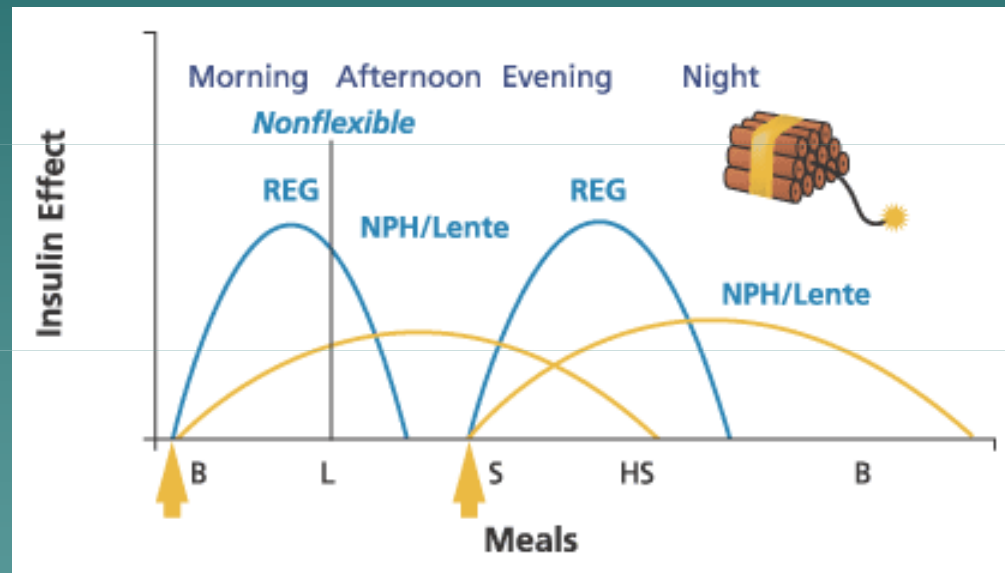 Morning Afternoon Evening Night
Nonflexible
REG REG
NPH/Lente
NPH/Lente
Insulin Effect
B L S HS B
Meals